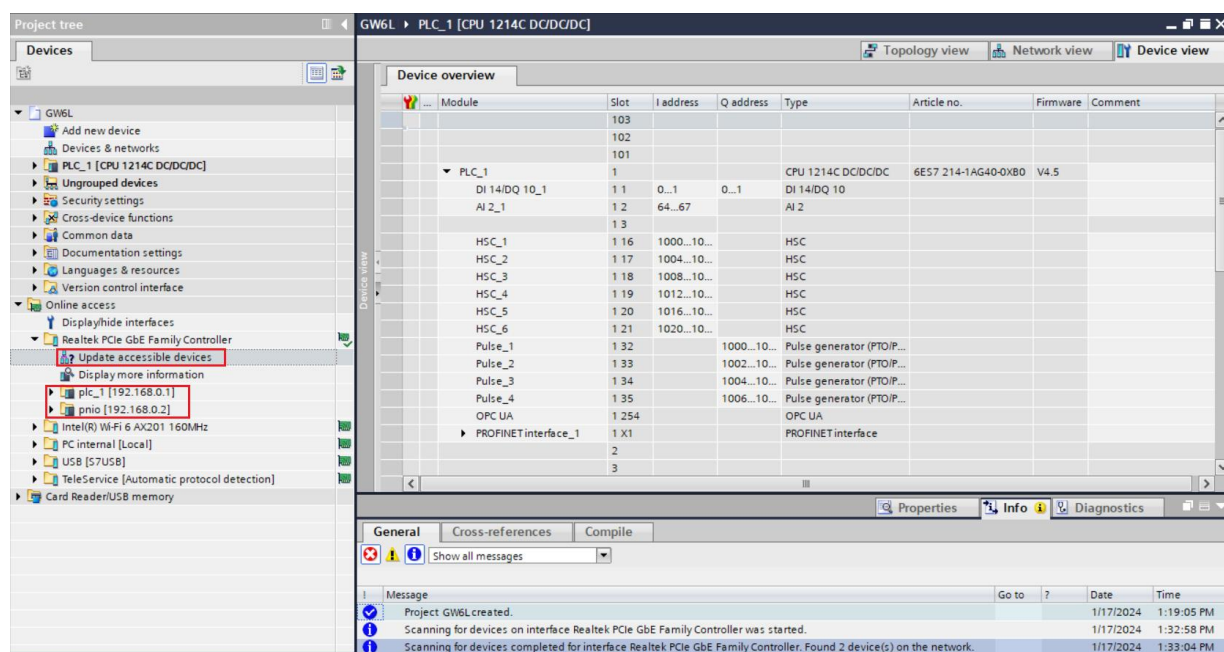 Project tree
Devices
GW6L
Add new device
Devices & networks
PLC_1 [CPU 1214C DC/DC/DC]
Ungrouped devices
Security settings
Cross-device functions
Common data
Documentation settings
Languages & resources
Version control interface
Online access
Display/hide interfaces
Realtek PCIe GbE Family Controller
Update accessible devices
Display more information
plc_1 [192.168.0.1]
pnio [192.168.0.2]
Intel(R) Wi-Fi 6 AX201 160MHz
PC internal [Local]
USB [S7USB]
TeleService [Automatic protocol detection]
Card Reader/USB memory
GW6L PLC_1 [CPU 1214C DC/DC/DC]
Topology view Network view Device view
Device overview
... Module Slot I address Q address Type Article no. Firmware Comment
103
102
101
PLC_1 1 CPU 1214C DC/DC/DC 6ES7 214-1AG40-0XB0 V4.5
DI 14/DQ 10_1 1 1 0...1 0...1 DI 14/DQ 10
AI 2_1 1 2 64...67 AI 2
1 3
HSC_1 1 16 1000...10... HSC
HSC_2 1 17 1004...10... HSC
HSC_3 1 18 1008...10... HSC
HSC_4 1 19 1012...10... HSC
HSC_5 1 20 1016...10... HSC
HSC_6 1 21 1020...10... HSC
Pulse_1 1 32 1000...10... Pulse generator (PTO/P...
Pulse_2 1 33 1002...10... Pulse generator (PTO/P...
Pulse_3 1 34 1004...10... Pulse generator (PTO/P...
Pulse_4 1 35 1006...10... Pulse generator (PTO/P...
OPC UA 1 254 OPC UA
PROFINET interface_1 1 X1 PROFINET interface
2
3
Device view
Properties Info Diagnostics
General Cross-references Compile
Show all messages
! Message Go to ? Date Time
Project GW6L created. 1/17/2024 1:19:05 PM
Scanning for devices on interface Realtek PCIe GbE Family Controller was started. 1/17/2024 1:32:58 PM
Scanning for devices completed for interface Realtek PCIe GbE Family Controller. Found 2 device(s) on the network. 1/17/2024 1:33:04 PM